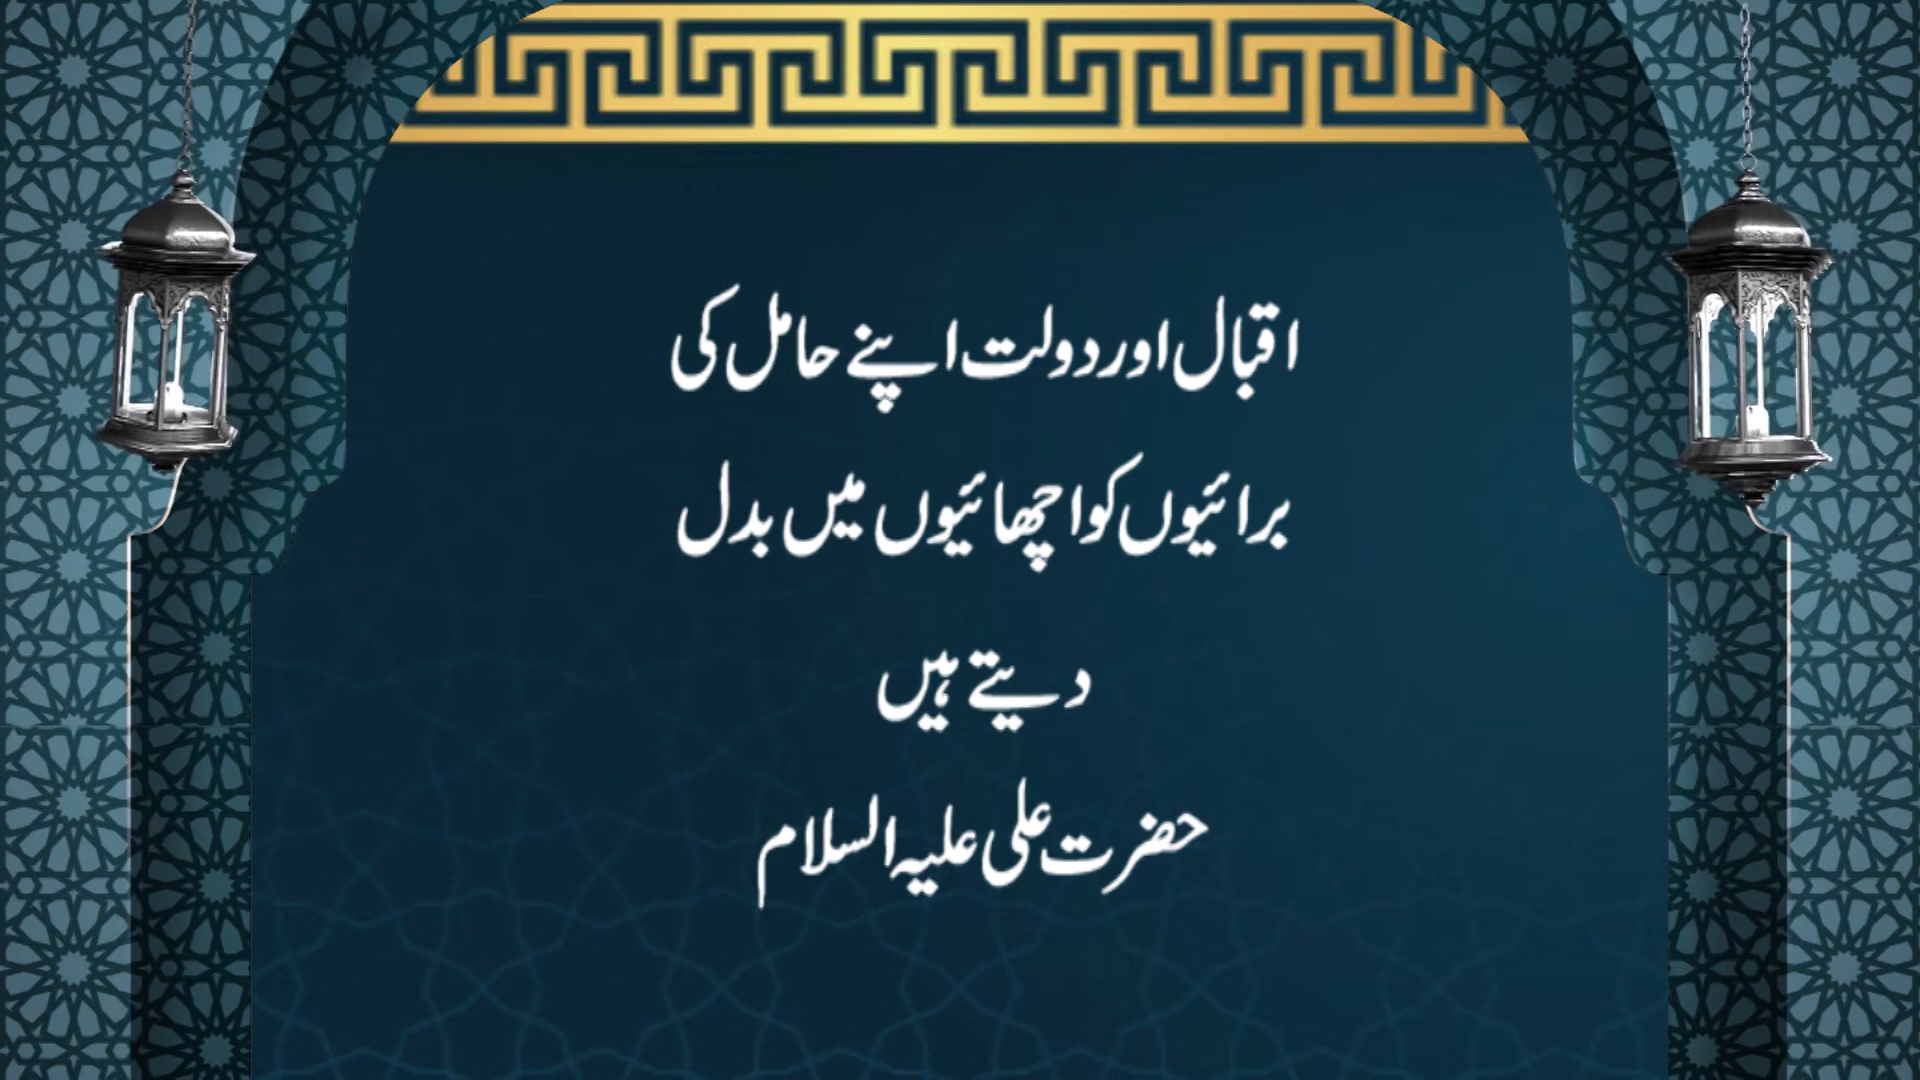 اقبال اور دولت اپنے حامل کی
برائیوں کو اچھائیوں میں بدل
دیتے ہیں
حضرت علی علیہ السلام